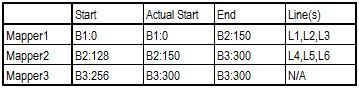 Start Actual Start End Line(s)
Mapper1 B1:0 B1:0 B2:150 L1,L2,L3
Mapper2 B2:128 B2:150 B3:300 L4,L5,L6
Mapper3 B3:256 B3:300 B3:300 N/A